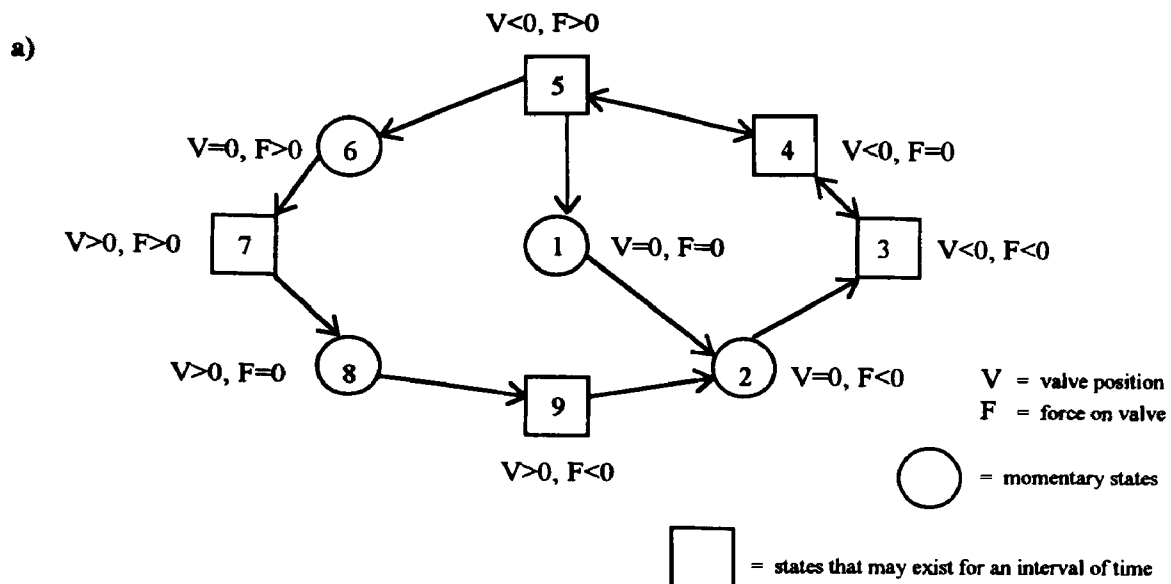 a)
V<0, F>0
5
6
V=0, F>0
4
V<0, F=0
7
V>0, F>0
1
V=0, F=0
3
V<0, F<0
8
V>0, F=0
9
V>0, F<0
2
V=0, F<0
V = valve position
F = force on valve
= momentary states
= states that may exist for an interval of time